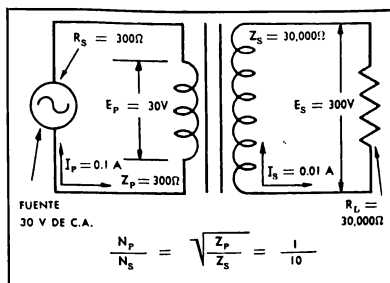 R_S = 300Ω
Z_S = 30,000Ω
E_P = 30V
E_S = 300V
I_P = 0.1 A
Z_P = 300Ω
I_S = 0.01 A
FUENTE
30 V DE C.A.
R_L =
30,000Ω
N_P / N_S = √(Z_P / Z_S) = 1 / 10